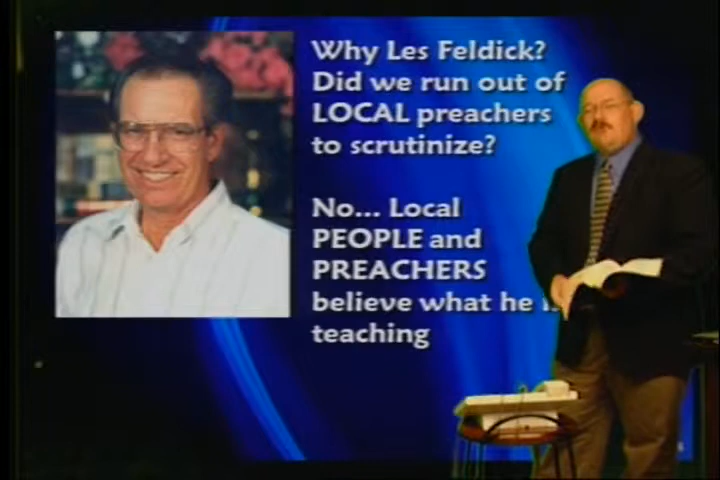 Why Les Feldick?
Did we run out of
LOCAL preachers
to scrutinize?
No... Local
PEOPLE and
PREACHERS
believe what he
teaching